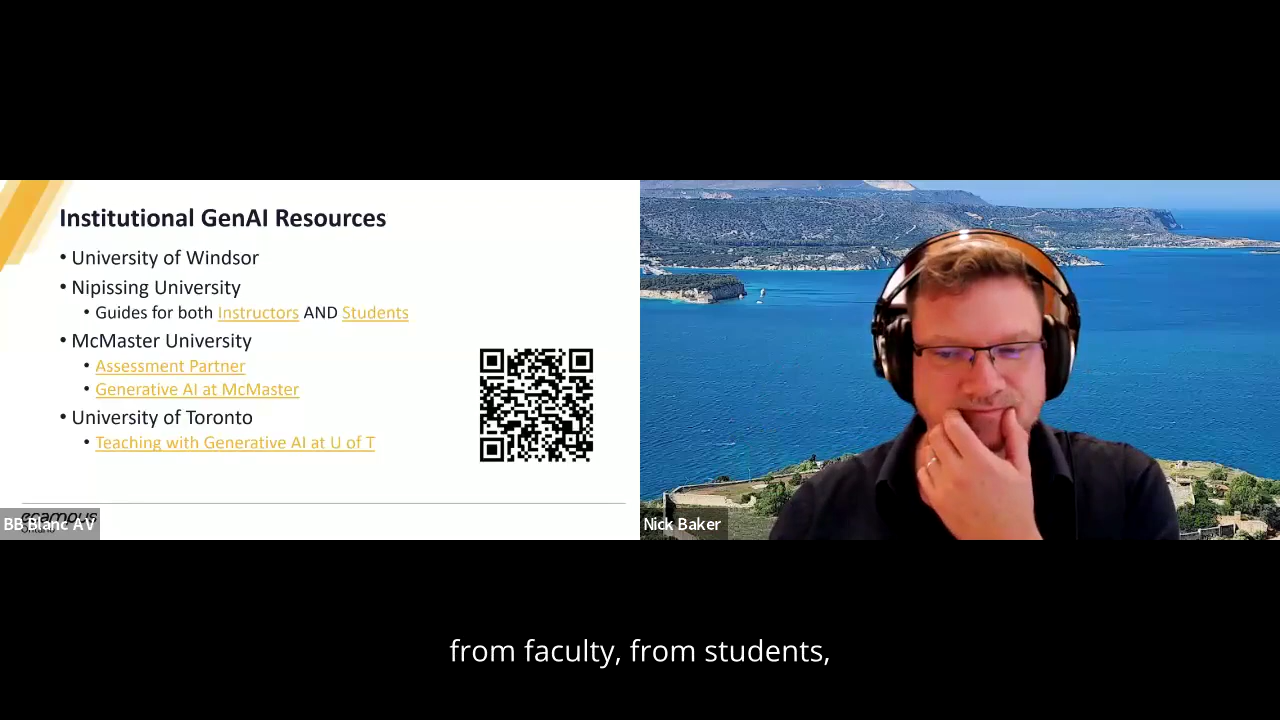 Institutional GenAI Resources
• University of Windsor
• Nipissing University
• Guides for both Instructors AND Students
• McMaster University
• Assessment Partner
• Generative AI at McMaster
• University of Toronto
• Teaching with Generative AI at U of T
BB Blanc AV
Nick Baker
from faculty, from students,